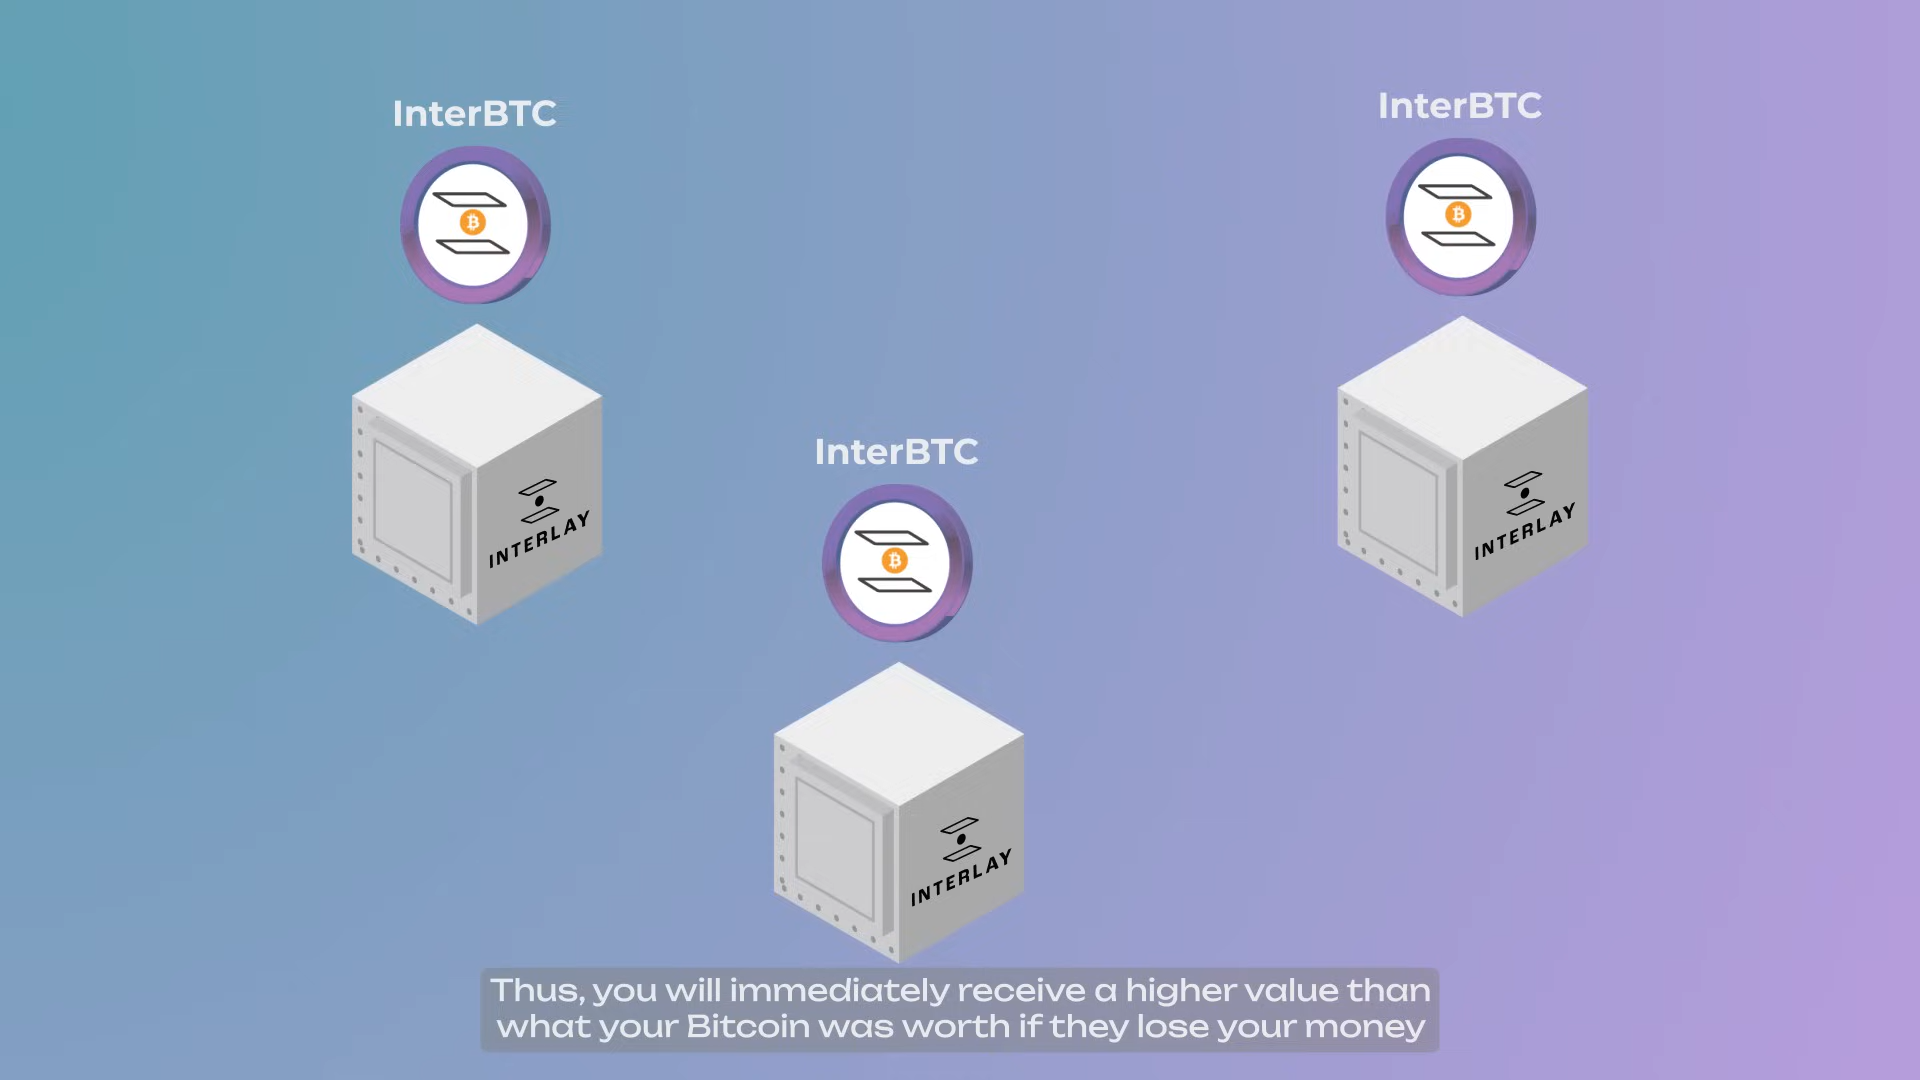 InterBTC
InterBTC
INTERLAY
INTERLAY
InterBTC
INTERLAY
Thus, you will immediately receive a higher value than
what your Bitcoin was worth if they lose your money